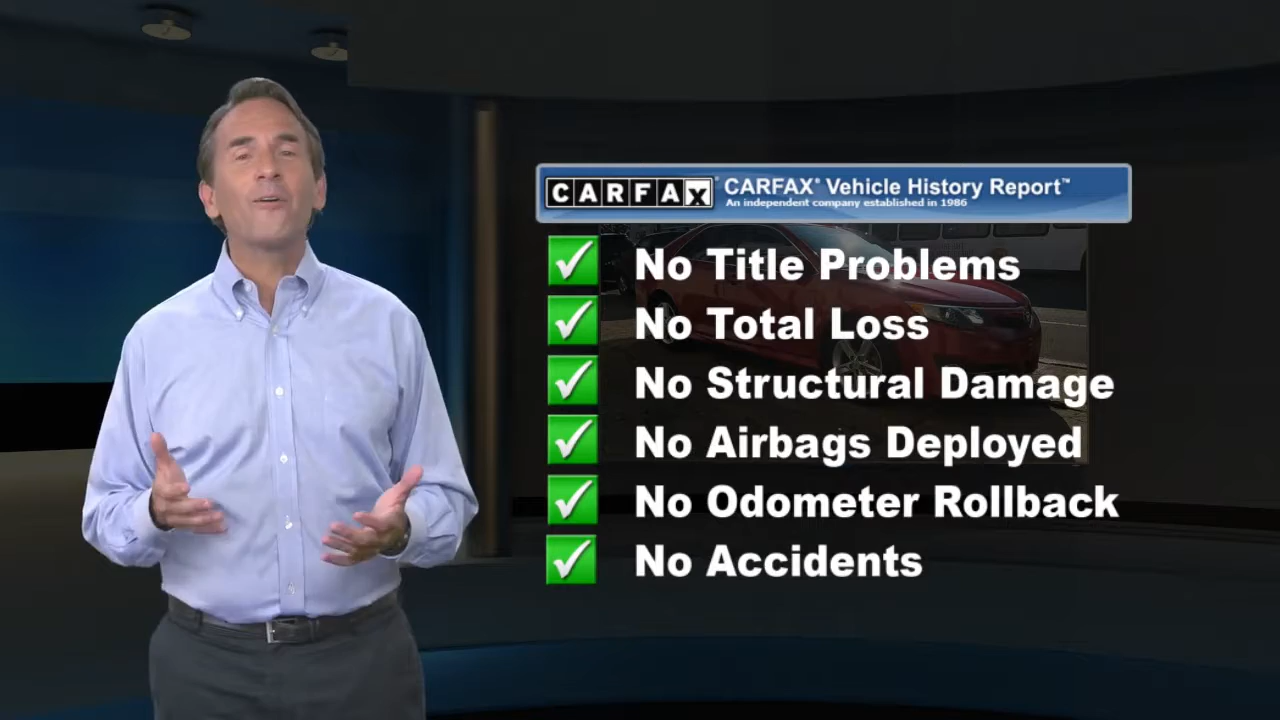 CARFAX® CARFAX® Vehicle History Report™
An independent company established in 1986
No Title Problems
No Total Loss
No Structural Damage
No Airbags Deployed
No Odometer Rollback
No Accidents